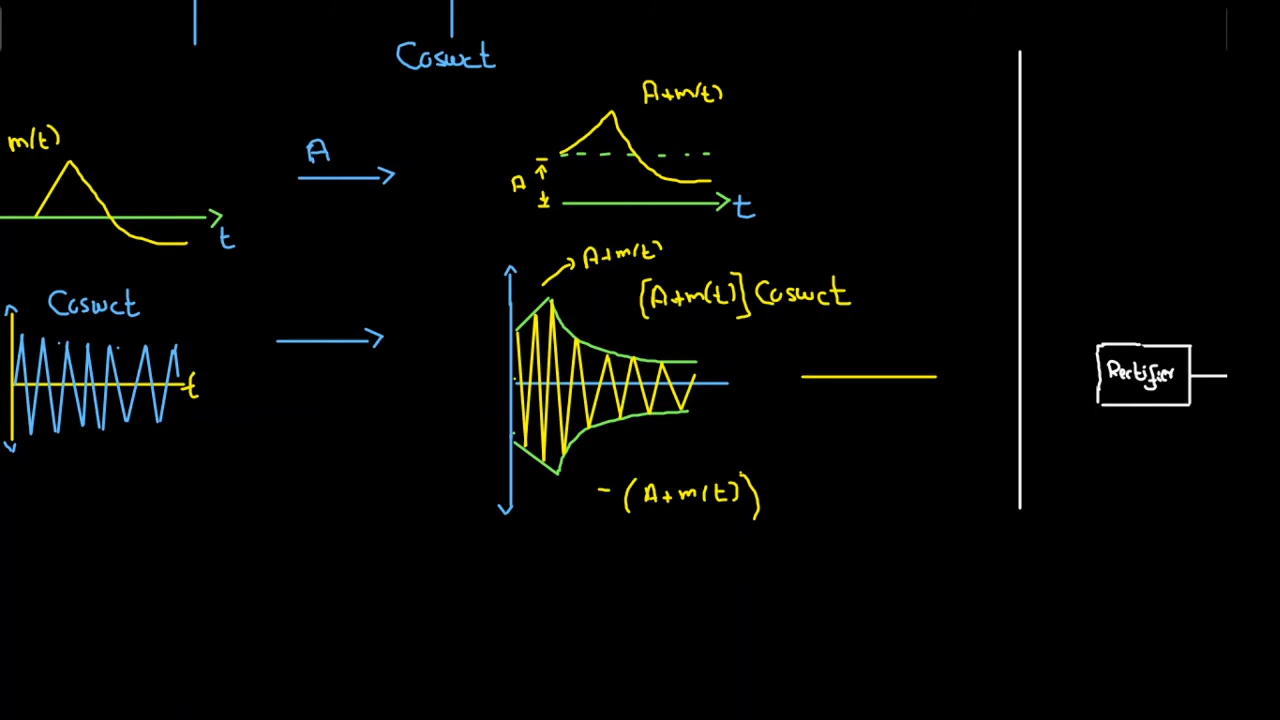 Coswct
A+m(t)
m(t)
A
A
t
t
A+m(t)
[A+m(t)] Coswct
Coswct
t
Rectifier
- (A+m(t))